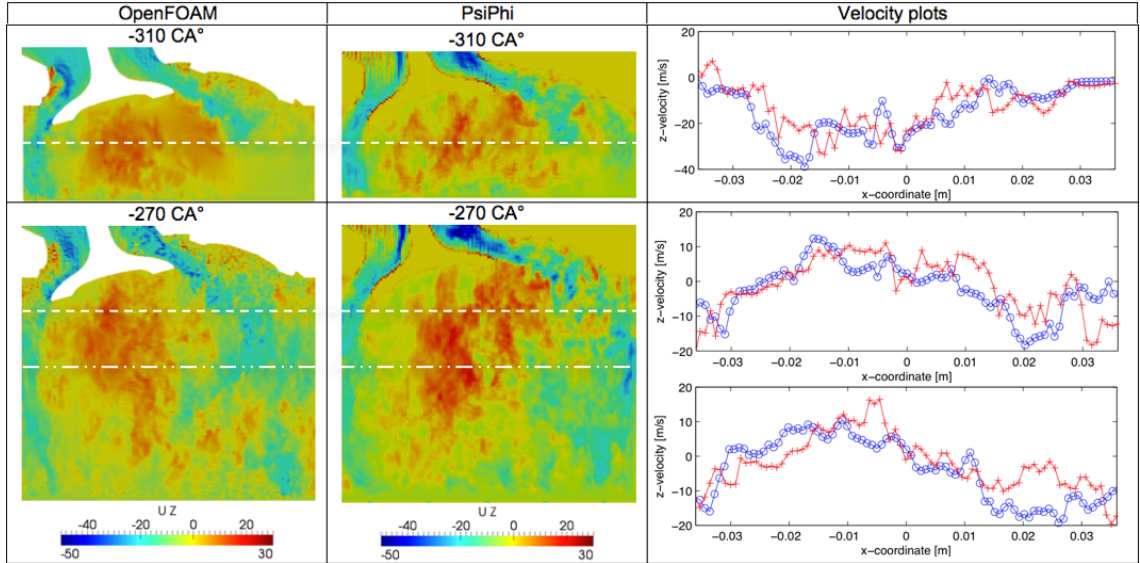 OpenFOAM
PsiPhi
Velocity plots
-310 CA°
-310 CA°
20
0
-20
-40
z-velocity [m/s]
-0.03 -0.02 -0.01 0 0.01 0.02 0.03
x-coordinate [m]
-270 CA°
-270 CA°
20
10
0
-10
-20
z-velocity [m/s]
-0.03 -0.02 -0.01 0 0.01 0.02 0.03
x-coordinate [m]
20
10
0
-10
-20
z-velocity [m/s]
-0.03 -0.02 -0.01 0 0.01 0.02 0.03
x-coordinate [m]
U Z
-40 -20 0 20
-50 30
U Z
-40 -20 0 20
-50 30